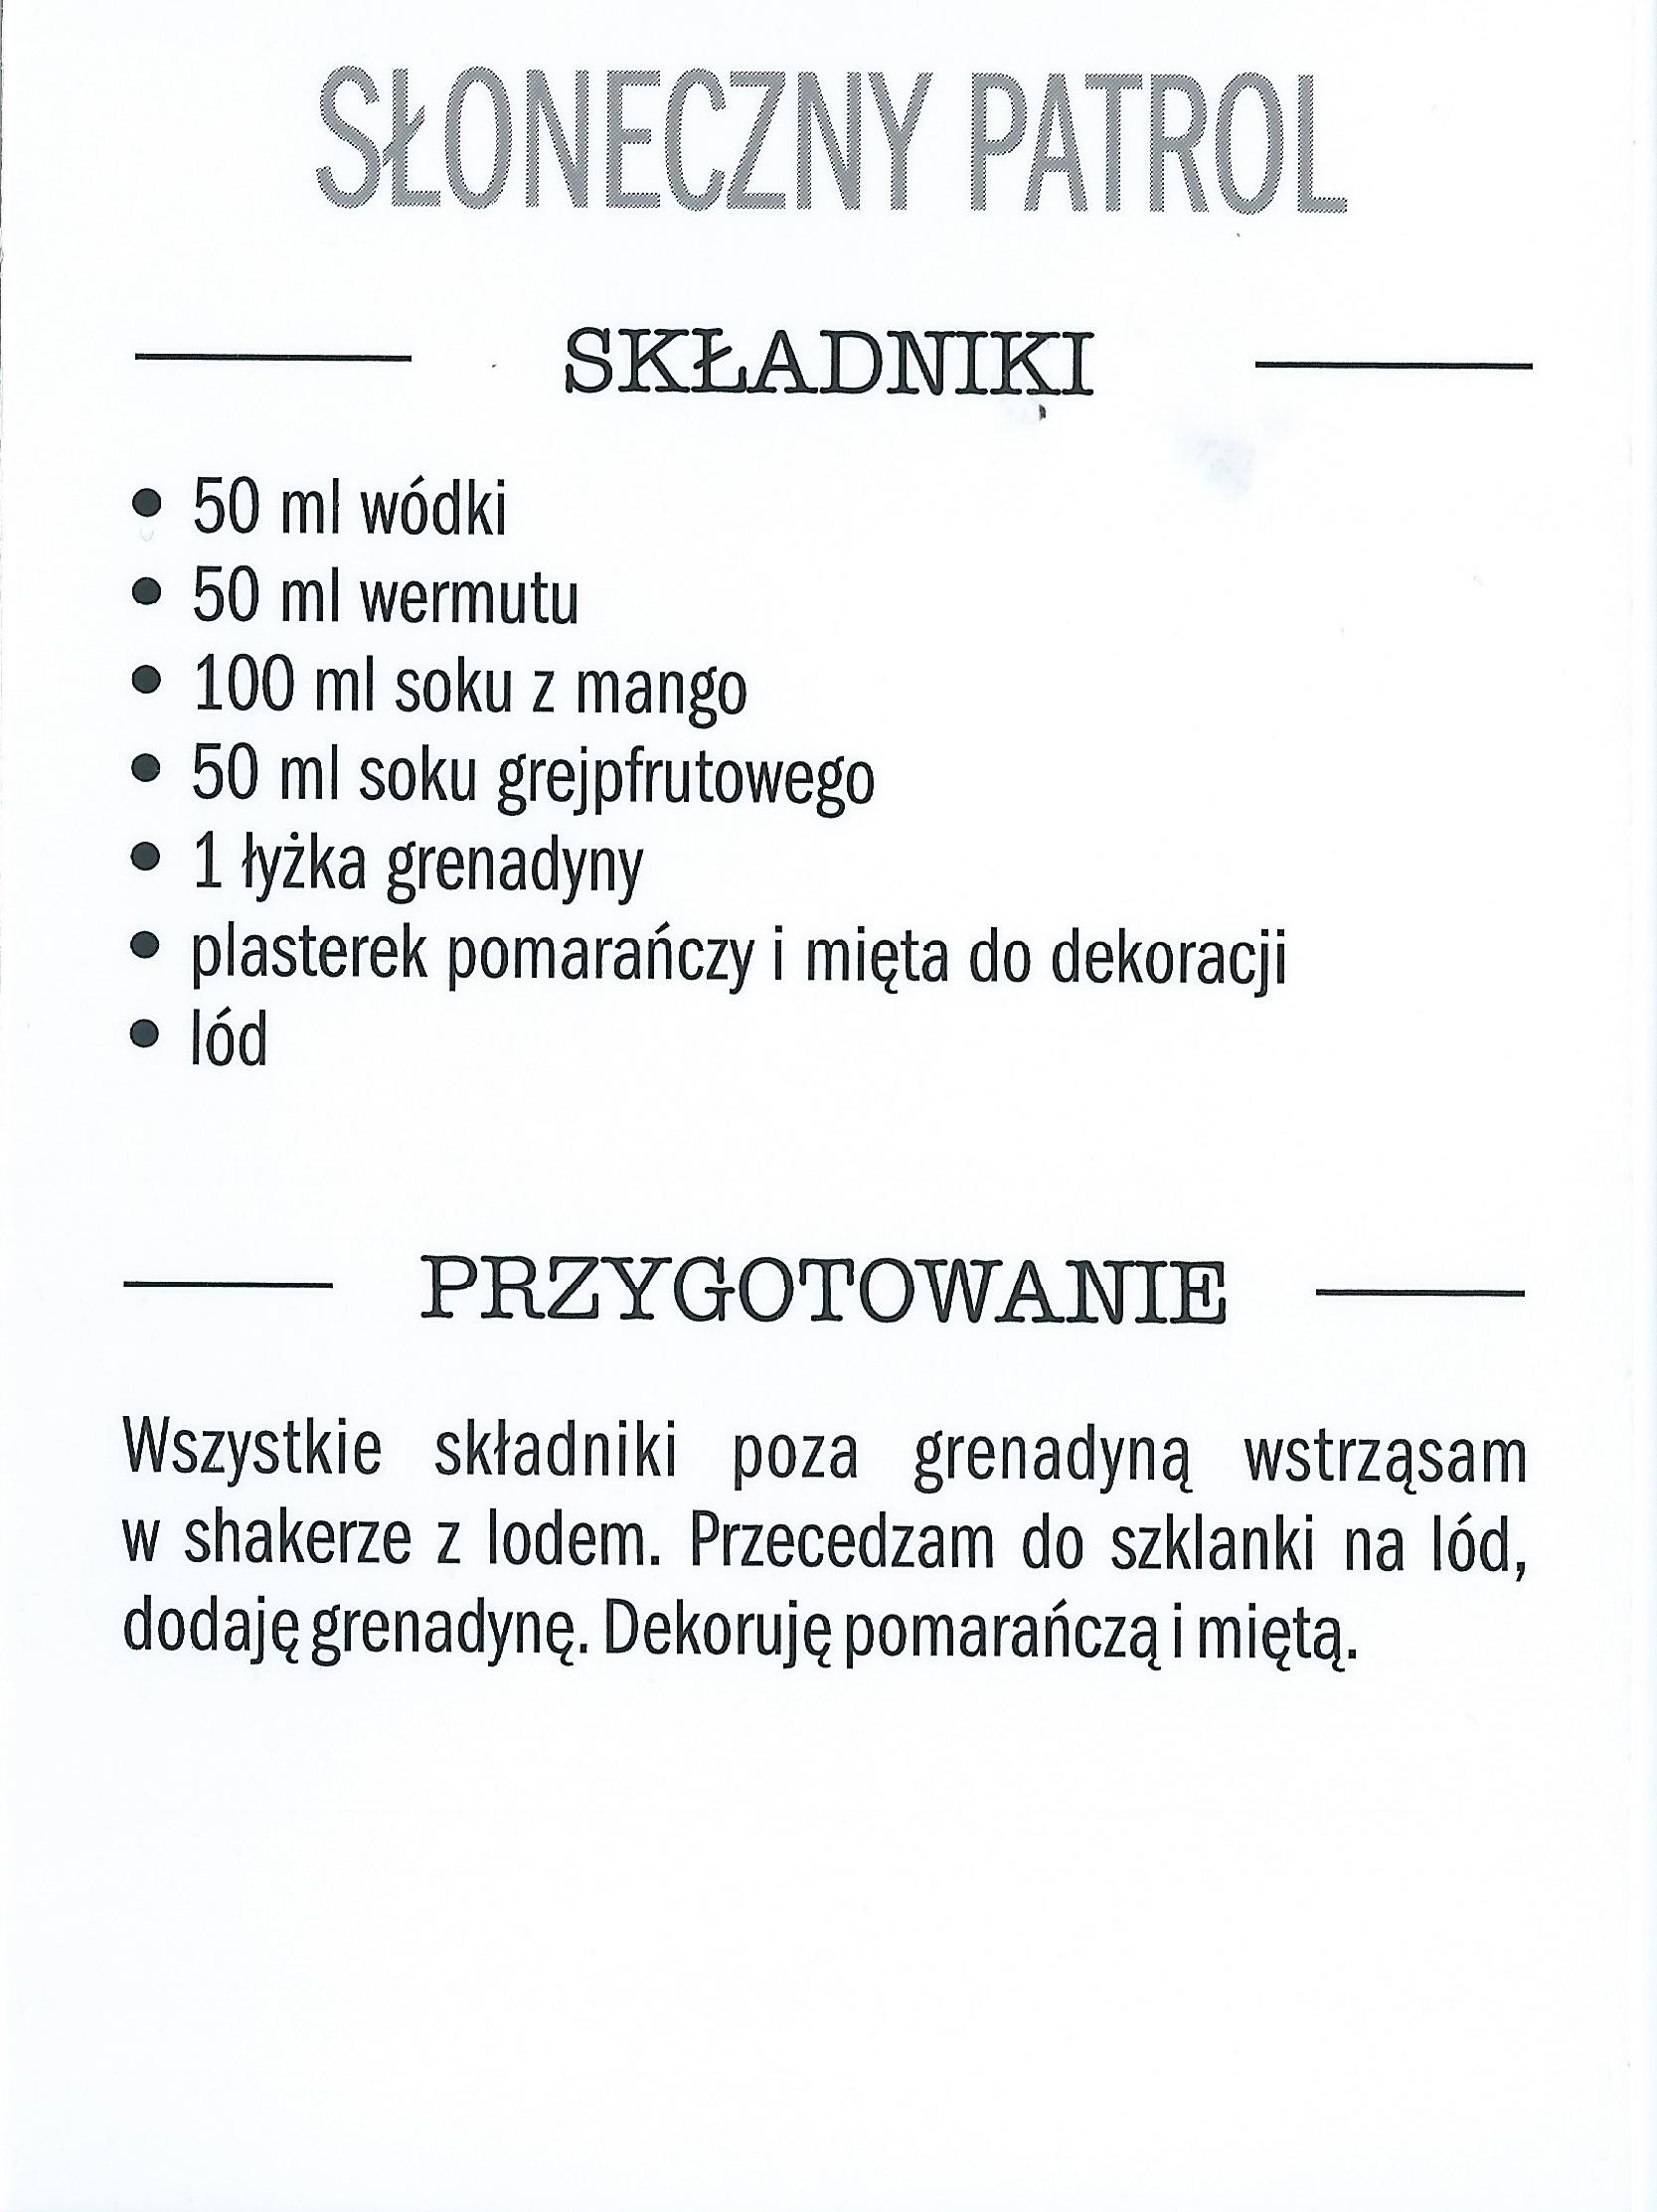 SŁONECZNY PATROL
SKŁADNIKI
• 50 ml wódki
• 50 ml wermutu
• 100 ml soku z mango
• 50 ml soku grejpfrutowego
• 1 łyżka grenadyny
• plasterek pomarańczy i mięta do dekoracji
• lód
PRZYGOTOWANIE
Wszystkie składniki poza grenadyną wstrząsam
w shakerze z lodem. Przecedzam do szklanki na lód,
dodaję grenadynę. Dekoruję pomarańczą i miętą.